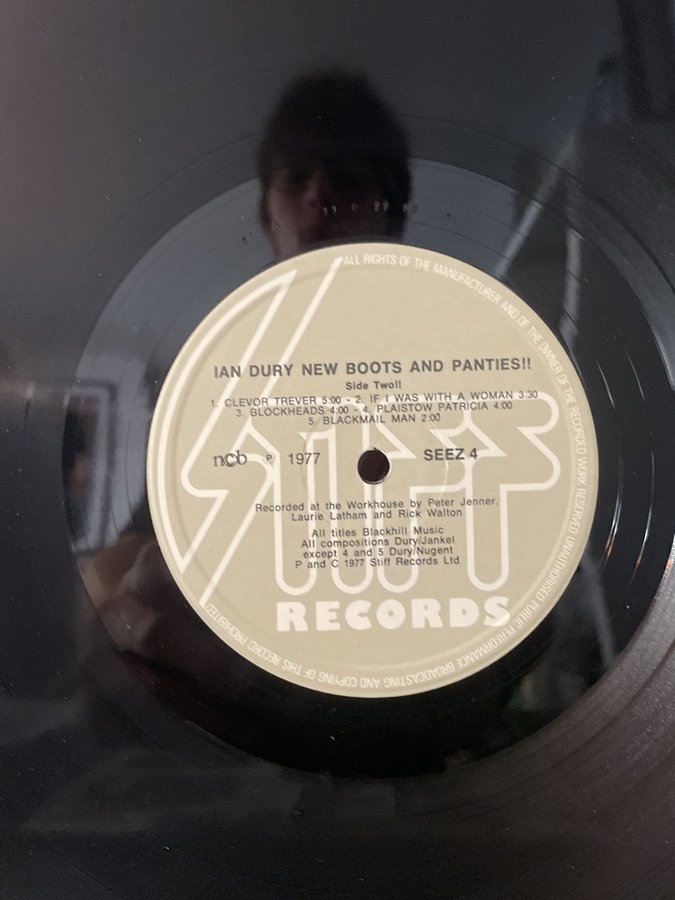 ALL RIGHTS OF THE MANUFACTURER AND OF THE OWNER OF THE RECORDED WORK RESERVED UNAUTHORISED PUBLIC PERFORMANCE BROADCASTING AND COPYING OF THIS RECORD PROHIBITED
IAN DURY NEW BOOTS AND PANTIES!!
Side Two!!
1. CLEVOR TREVER 5:00 - 2. IF I WAS WITH A WOMAN 3:30
3. BLOCKHEADS 4:00 - 4. PLAISTOW PATRICIA 4:00
5. BLACKMAIL MAN 2:00
ncb P 1977 SEEZ 4
STIFF
Recorded at the Workhouse by Peter Jenner,
Laurie Latham and Rick Walton
All titles Blackhill Music
All compositions Dury/Jankel
except 4 and 5 Dury/Nugent
P and C 1977 Stiff Records Ltd
RECORDS